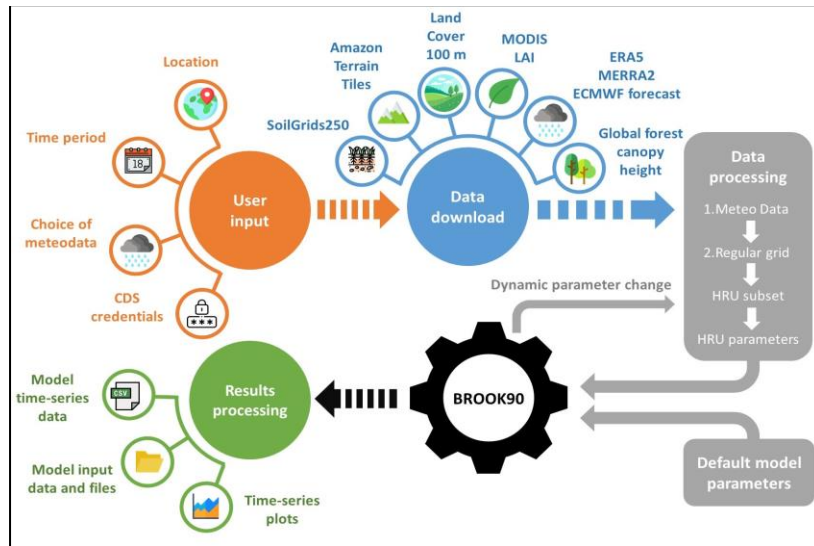 Location
Time period
18
Choice of
meteodata
CDS
credentials
***
User
input
SoilGrids250
Amazon
Terrain
Tiles
Land
Cover
100 m
MODIS
LAI
ERA5
MERRA2
ECMWF forecast
Global forest
canopy
height
Data
download
Data
processing
1.Meteo Data
2.Regular grid
HRU subset
HRU parameters
Dynamic parameter change
BROOK90
Default model
parameters
Results
processing
Model
time-series
data
CSV
Model input
data and files
Time-series
plots